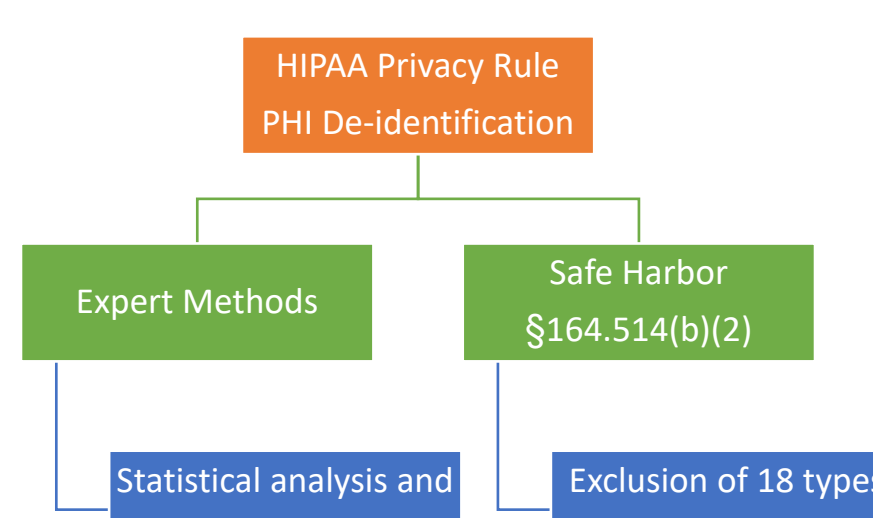 HIPAA Privacy Rule
PHI De-identification
Expert Methods
Safe Harbor
§164.514(b)(2)
Statistical analysis and
Exclusion of 18 types